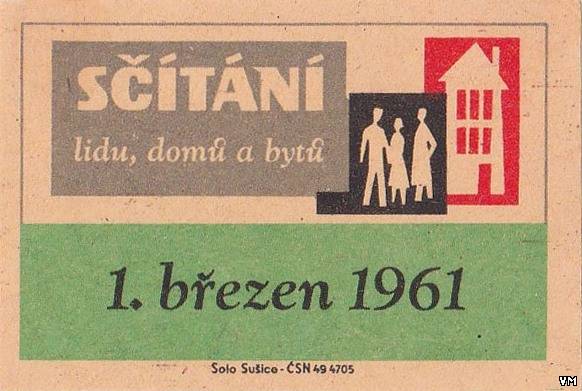 SČÍTÁNÍ
lidu, domů a bytů
1. březen 1961
Solo Sušice - ČSN 49 4705
VM